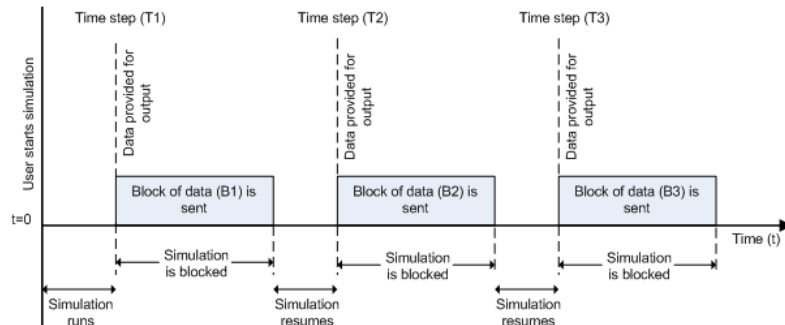 Time step (T1)
Time step (T2)
Time step (T3)
User starts simulation
Data provided for
output
Data provided for
output
Data provided for
output
Block of data (B1) is
sent
Block of data (B2) is
sent
Block of data (B3) is
sent
t=0
Time (t)
Simulation
is blocked
Simulation
is blocked
Simulation
is blocked
Simulation
runs
Simulation
resumes
Simulation
resumes